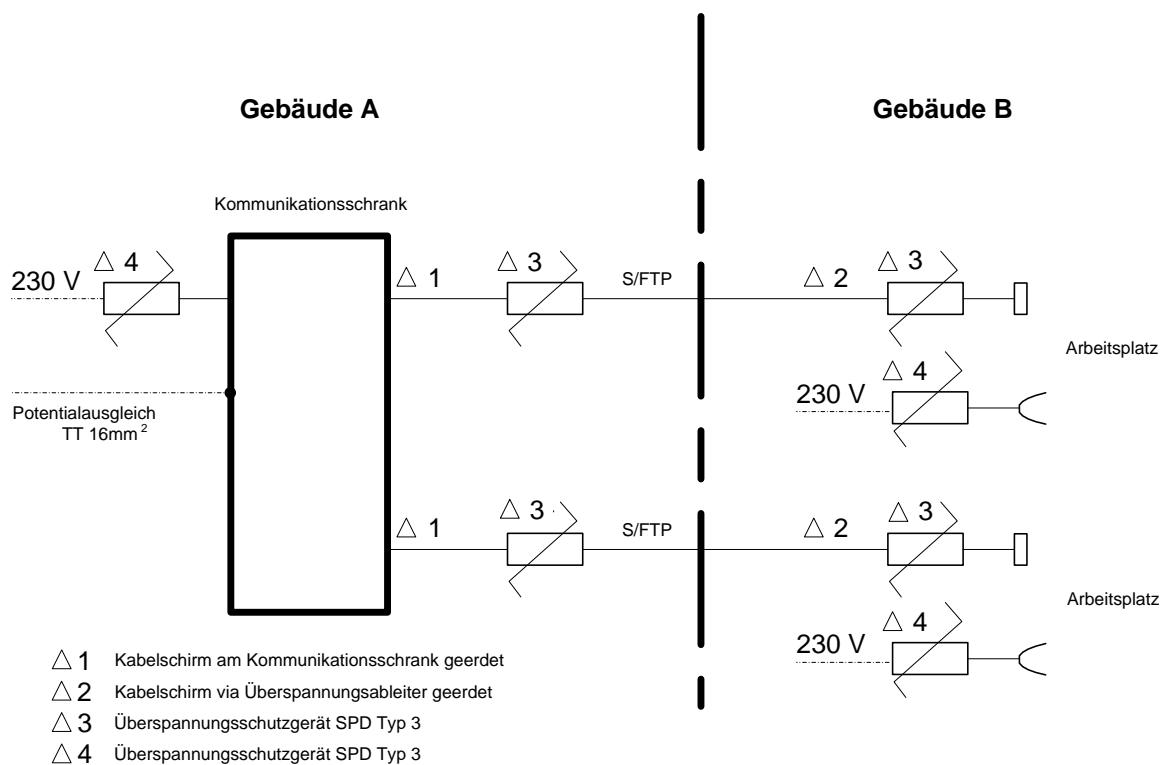 Gebäude A
Gebäude B
Kommunikationsschrank
230 V
△ 4
△ 1
△ 3
S/FTP
△ 2
△ 3
Arbeitsplatz
△ 4
230 V
Potentialausgleich
TT 16mm²
△ 1
△ 3
S/FTP
△ 2
△ 3
Arbeitsplatz
△ 4
230 V
△ 1 Kabelschirm am Kommunikationsschrank geerdet
△ 2 Kabelschirm via Überspannungsableiter geerdet
△ 3 Überspannungsschutzgerät SPD Typ 3
△ 4 Überspannungsschutzgerät SPD Typ 3